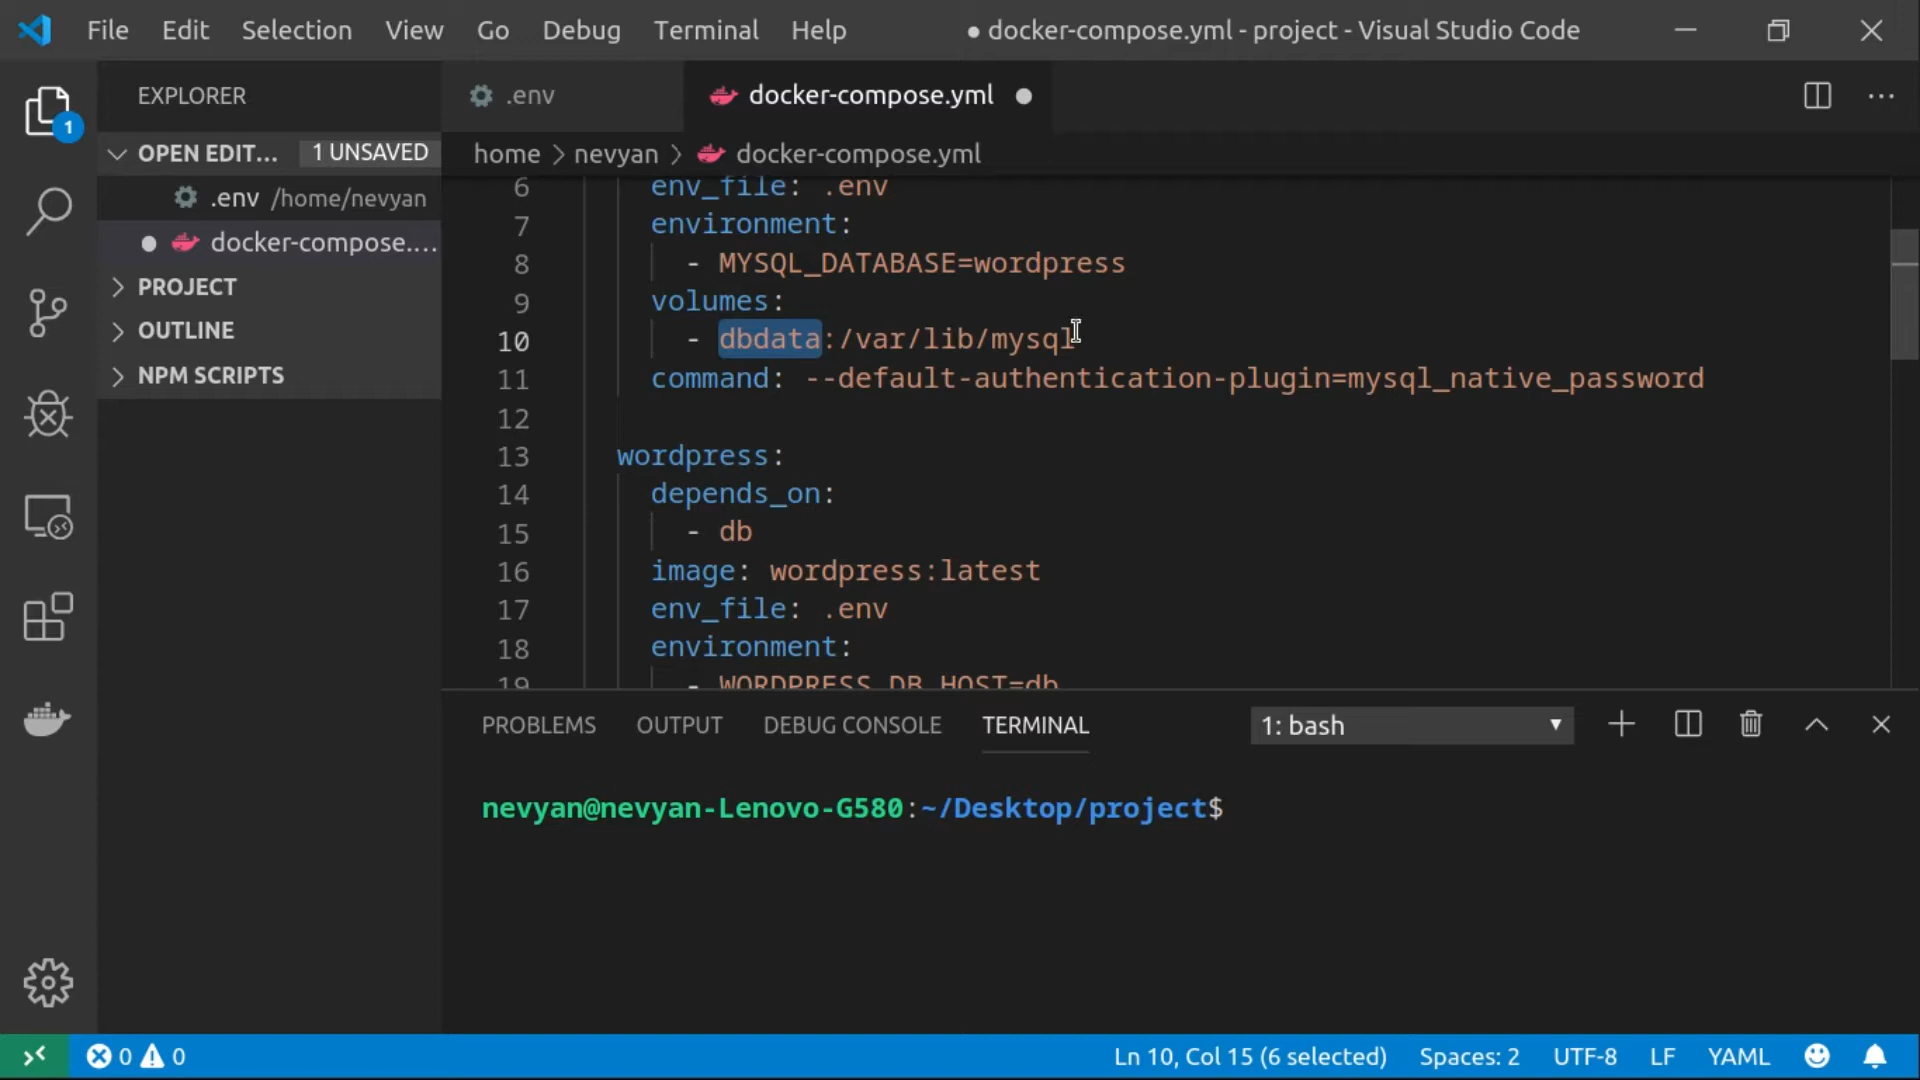 File Edit Selection View Go Debug Terminal Help ● docker-compose.yml - project - Visual Studio Code
EXPLORER
1
OPEN EDIT... 1 UNSAVED
.env /home/nevyan
● docker-compose....
PROJECT
OUTLINE
NPM SCRIPTS
.env docker-compose.yml ●
home > nevyan > docker-compose.yml
6 env_file: .env
7 environment:
8 - MYSQL_DATABASE=wordpress
9 volumes:
10 - dbdata:/var/lib/mysql
11 command: --default-authentication-plugin=mysql_native_password
12
13 wordpress:
14 depends_on:
15 - db
16 image: wordpress:latest
17 env_file: .env
18 environment:
19 - WORDPRESS_DB_HOST=db
PROBLEMS OUTPUT DEBUG CONSOLE TERMINAL 1: bash
nevyan@nevyan-Lenovo-G580:~/Desktop/project$
0 0 Ln 10, Col 15 (6 selected) Spaces: 2 UTF-8 LF YAML